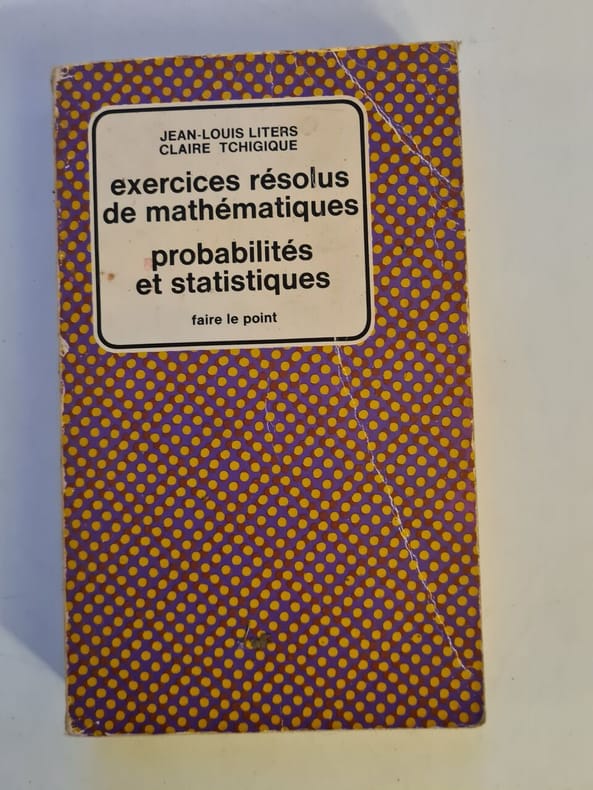 JEAN-LOUIS LITERS
CLAIRE TCHIGIQUE
exercices résolus
de mathématiques
probabilités
et statistiques
faire le point